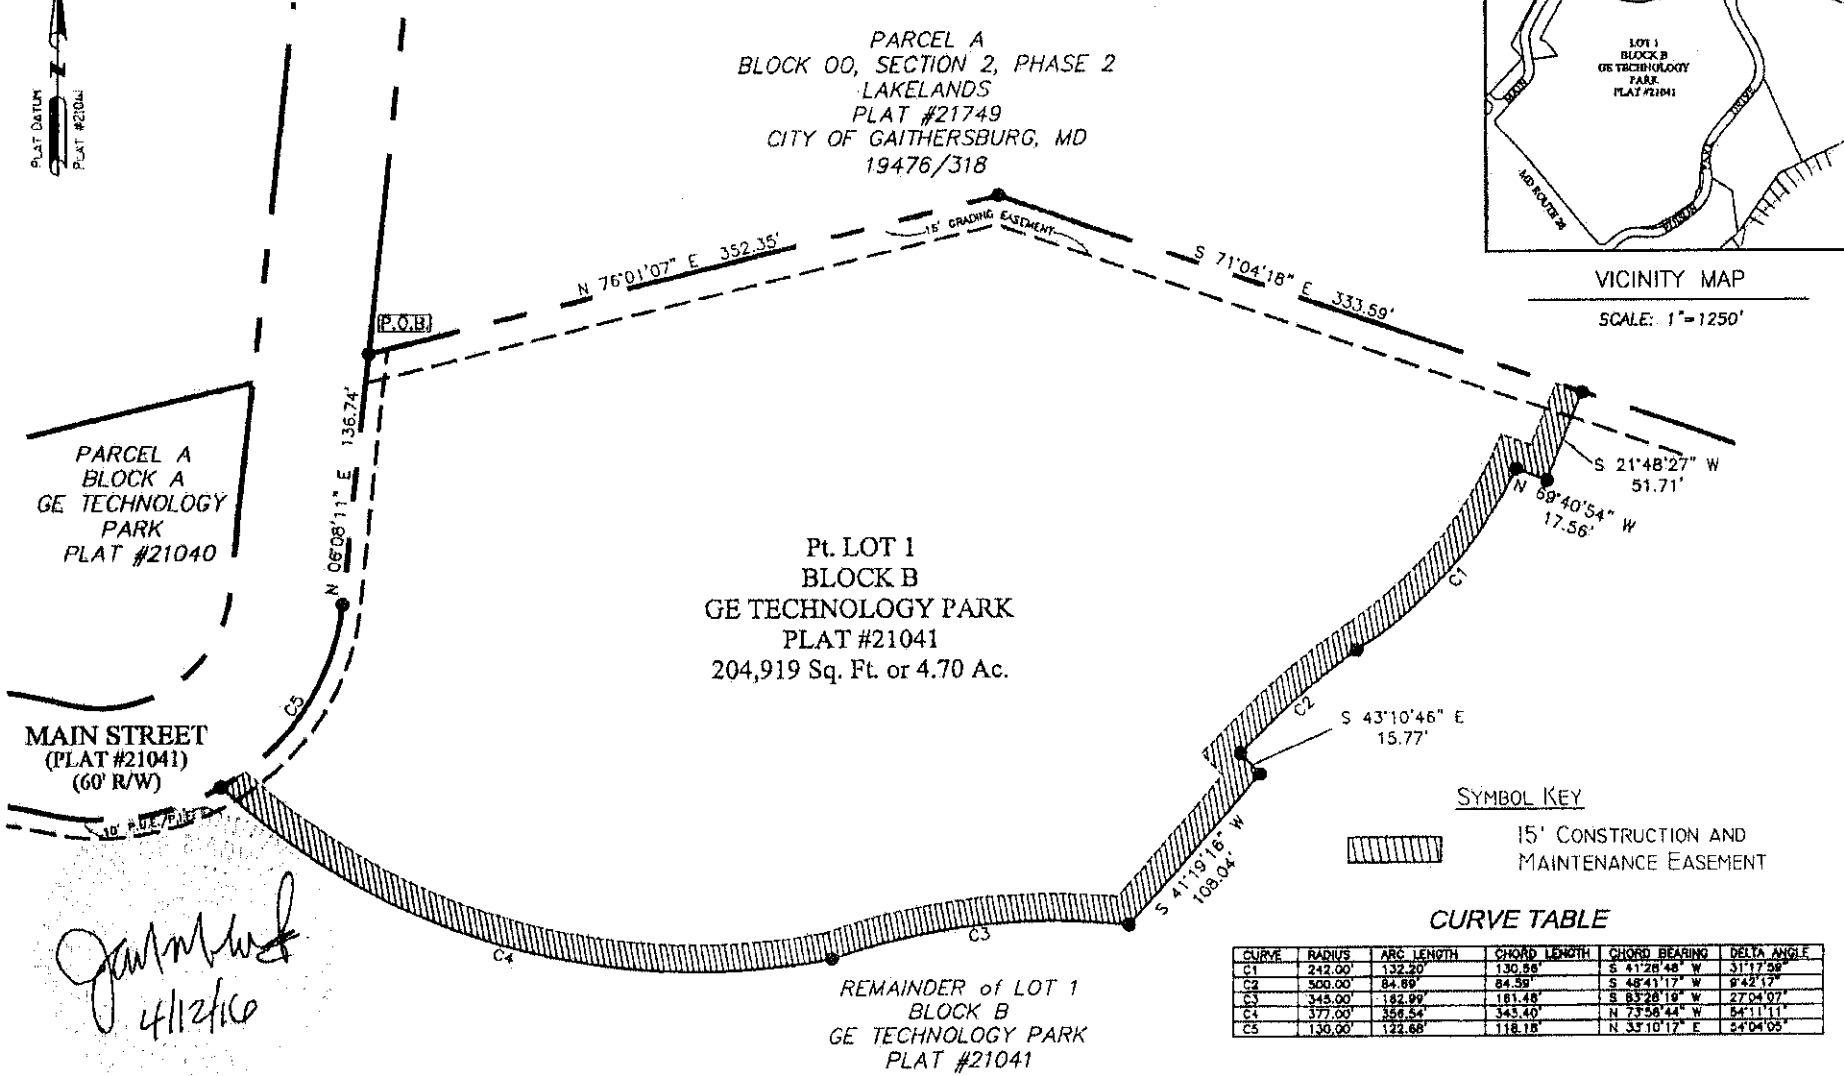 PLAT DATUM
PLAT #21041
N
PARCEL A
BLOCK OO, SECTION 2, PHASE 2
LAKELANDS
PLAT #21749
CITY OF GAITHERSBURG, MD
19476/318
LOT 1
BLOCK B
GE TECHNOLOGY
PARK
PLAT #21041
MAIN
DRIVE
PARK
MD ROUTE 28
VICINITY MAP
SCALE: 1"=1250'
15' GRADING EASEMENT
N 76°01'07" E 352.35'
S 71°04'18" E 333.59'
P.O.B.
N 06°08'11" E 136.74'
S 21°48'27" W
51.71'
N 69°40'54" W
17.56'
PARCEL A
BLOCK A
GE TECHNOLOGY
PARK
PLAT #21040
Pt. LOT 1
BLOCK B
GE TECHNOLOGY PARK
PLAT #21041
204,919 Sq. Ft. or 4.70 Ac.
C1
C2
C5
S 43°10'46" E
15.77'
MAIN STREET
(PLAT #21041)
(60' R/W)
10' P.U.E./P.I.E.
S 41°19'16" W
108.04'
SYMBOL KEY
15' CONSTRUCTION AND
MAINTENANCE EASEMENT
C3
C4
4/12/16
REMAINDER of LOT 1
BLOCK B
GE TECHNOLOGY PARK
PLAT #21041
CURVE TABLE
CURVE RADIUS ARC LENGTH CHORD LENGTH CHORD BEARING DELTA ANGLE
C1 242.00' 132.20' 130.56' S 41°28'48" W 31°17'59"
C2 500.00' 84.69' 84.59' S 48°41'17" W 9°42'17"
C3 345.00' 162.99' 161.48' S 83°28'19" W 27°04'07"
C4 377.00' 356.54' 343.40' N 73°56'44" W 54°11'11"
C5 130.00' 122.68' 118.18' N 33°10'17" E 54°04'05"